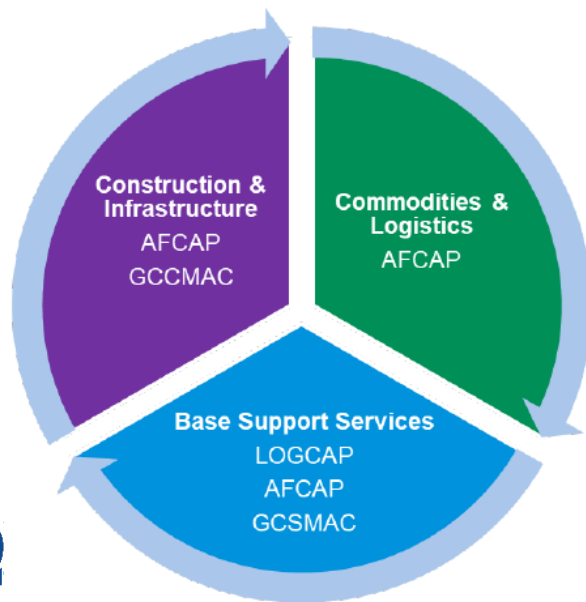 Construction &
Infrastructure
AFCAP
GCCMAC
Commodities &
Logistics
AFCAP
Base Support Services
LOGCAP
AFCAP
GCSMAC